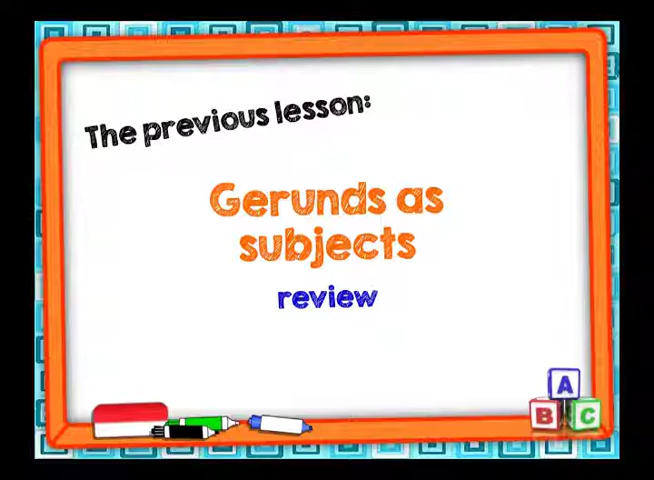 The previous lesson:
Gerunds as
subjects
review
A
B C